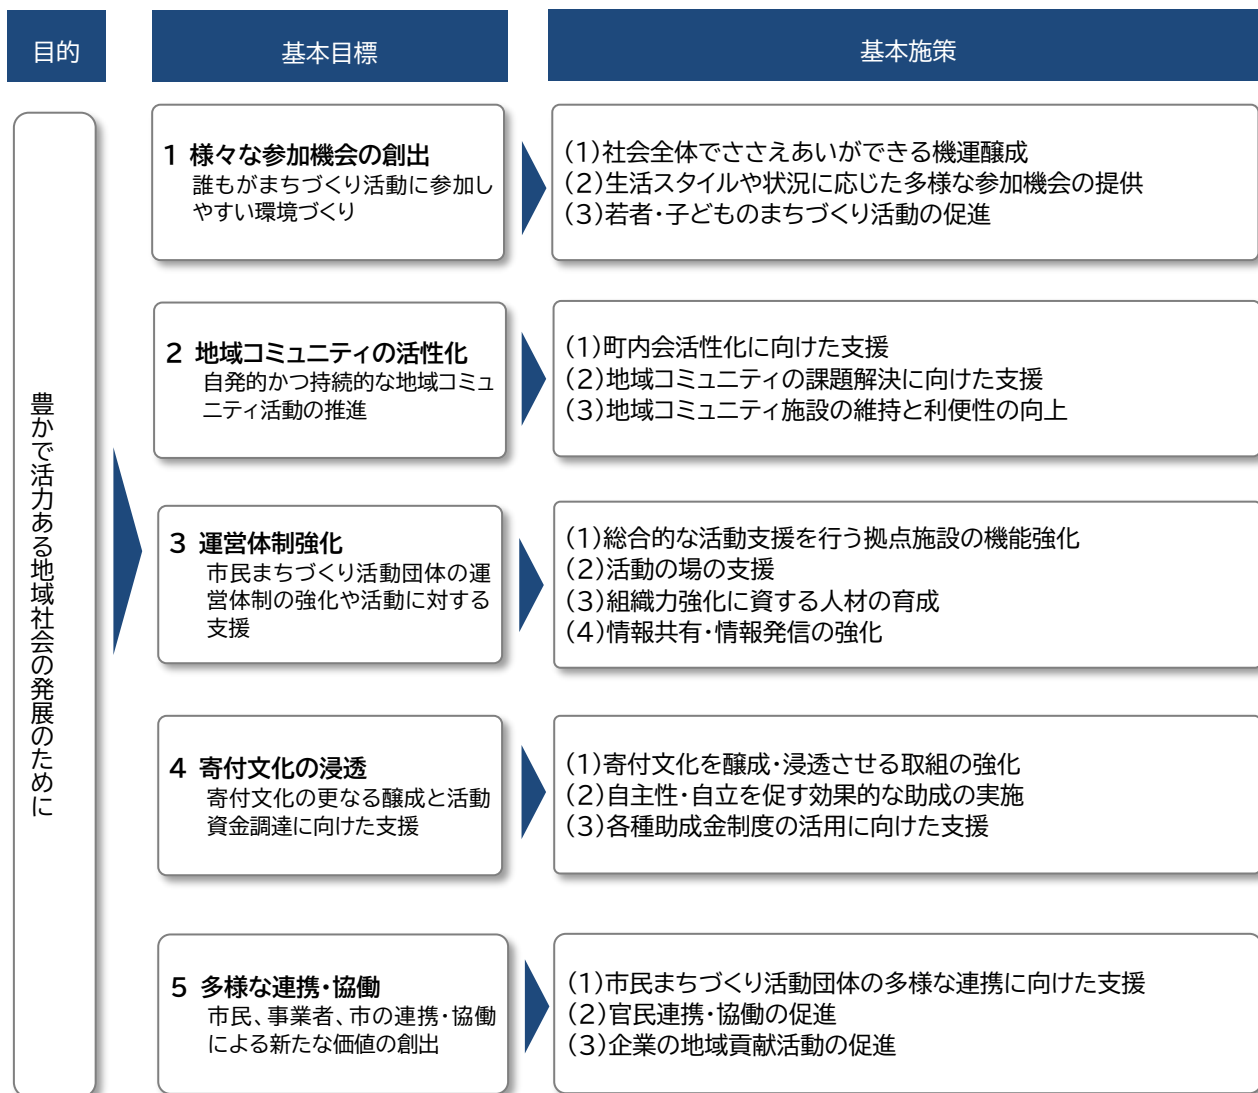 目的
基本目標
基本施策
豊かで活力ある地域社会の発展のために
1 様々な参加機会の創出
誰もがまちづくり活動に参加し
やすい環境づくり
(1)社会全体でささえあいができる機運醸成
(2)生活スタイルや状況に応じた多様な参加機会の提供
(3)若者・子どものまちづくり活動の促進
2 地域コミュニティの活性化
自発的かつ持続的な地域コミュ
ニティ活動の推進
(1)町内会活性化に向けた支援
(2)地域コミュニティの課題解決に向けた支援
(3)地域コミュニティ施設の維持と利便性の向上
3 運営体制強化
市民まちづくり活動団体の運
営体制の強化や活動に対する
支援
(1)総合的な活動支援を行う拠点施設の機能強化
(2)活動の場の支援
(3)組織力強化に資する人材の育成
(4)情報共有・情報発信の強化
4 寄付文化の浸透
寄付文化の更なる醸成と活動
資金調達に向けた支援
(1)寄付文化を醸成・浸透させる取組の強化
(2)自主性・自立を促す効果的な助成の実施
(3)各種助成金制度の活用に向けた支援
5 多様な連携・協働
市民、事業者、市の連携・協働
による新たな価値の創出
(1)市民まちづくり活動団体の多様な連携に向けた支援
(2)官民連携・協働の促進
(3)企業の地域貢献活動の促進